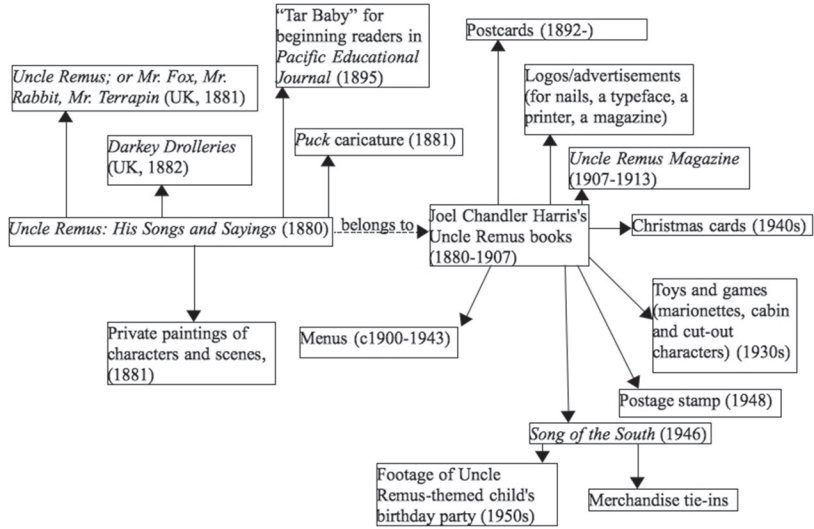 "Tar Baby" for
beginning readers in
Pacific Educational
Journal (1895)
Postcards (1892-)
Uncle Remus; or Mr. Fox, Mr.
Rabbit, Mr. Terrapin (UK, 1881)
Logos/advertisements
(for nails, a typeface, a
printer, a magazine)
Darkey Drolleries
(UK, 1882)
Puck caricature (1881)
Uncle Remus Magazine
(1907-1913)
Uncle Remus: His Songs and Sayings (1880)
belongs to
Joel Chandler Harris's
Uncle Remus books
(1880-1907)
Christmas cards (1940s)
Toys and games
(marionettes, cabin
and cut-out
characters) (1930s)
Private paintings of
characters and scenes,
(1881)
Menus (c1900-1943)
Postage stamp (1948)
Song of the South (1946)
Footage of Uncle
Remus-themed child's
birthday party (1950s)
Merchandise tie-ins